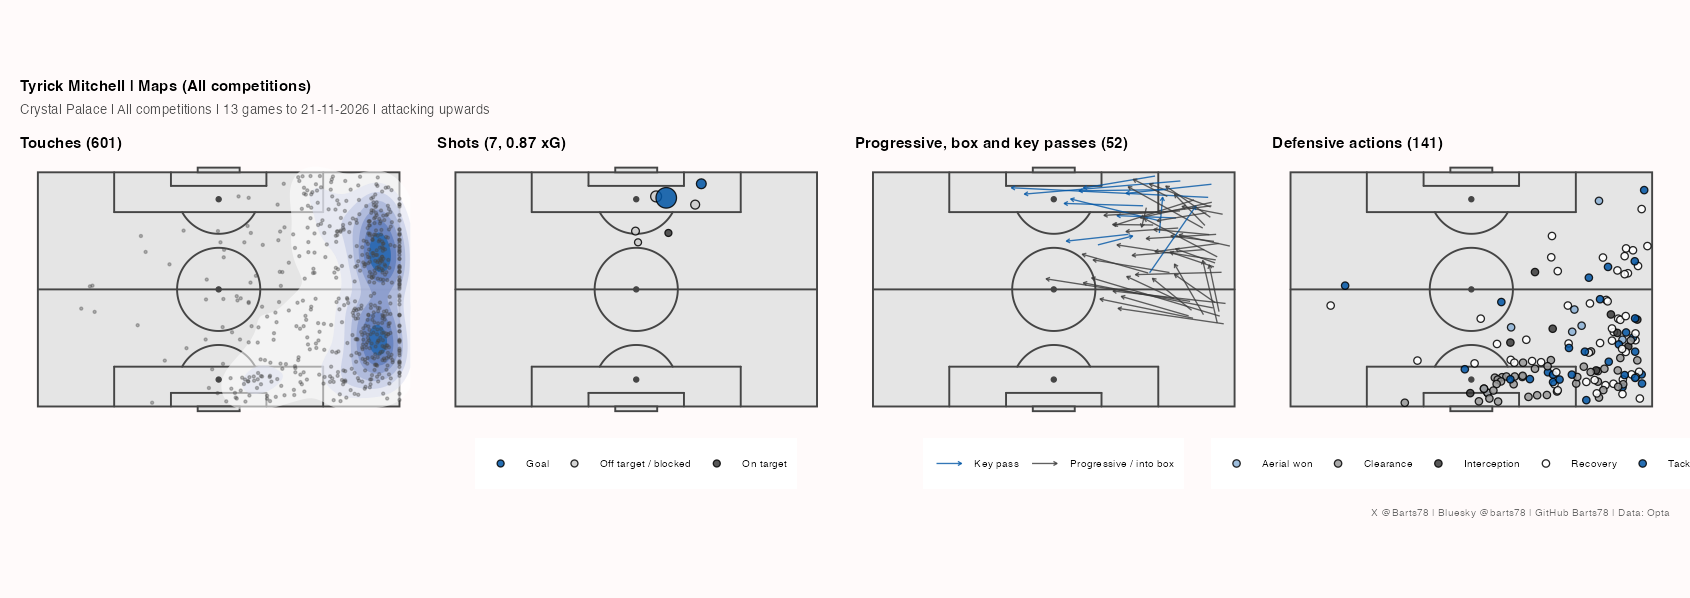 Tyrick Mitchell | Maps (All competitions)
Crystal Palace | All competitions | 13 games to 21-11-2026 | attacking upwards
Touches (601)
Shots (7, 0.87 xG)
Progressive, box and key passes (52)
Defensive actions (141)
Goal
Off target / blocked
On target
Key pass
Progressive / into box
Aerial won
Clearance
Interception
Recovery
Tack
X @Barts78 | Bluesky @barts78 | GitHub Barts78 | Data: Opta